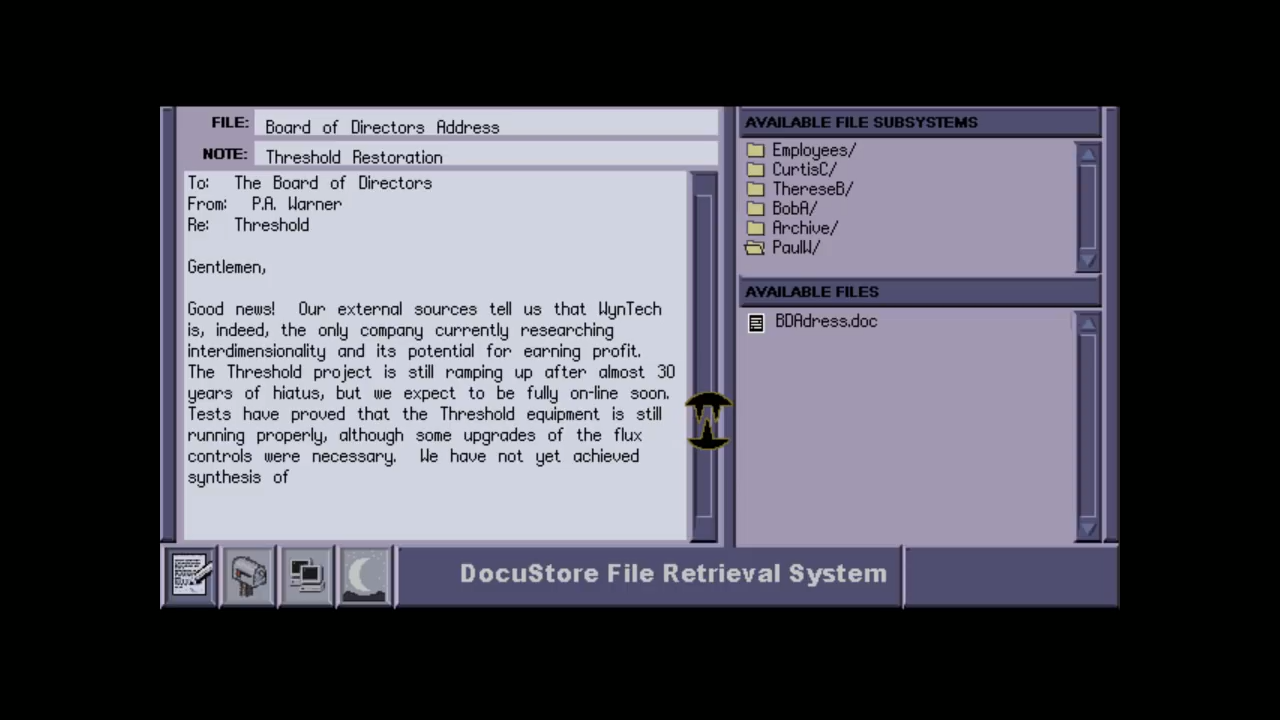 FILE: Board of Directors Address
NOTE: Threshold Restoration
To: The Board of Directors
From: P.A. Warner
Re: Threshold
Gentlemen,
Good news! Our external sources tell us that WynTech
is, indeed, the only company currently researching
interdimensionality and its potential for earning profit.
The Threshold project is still ramping up after almost 30
years of hiatus, but we expect to be fully on-line soon.
Tests have proved that the Threshold equipment is still
running properly, although some upgrades of the flux
controls were necessary. We have not yet achieved
synthesis of
AVAILABLE FILE SUBSYSTEMS
Employees/
CurtisC/
ThereseB/
BobA/
Archive/
PaulW/
AVAILABLE FILES
BDAdress.doc
DocuStore File Retrieval System